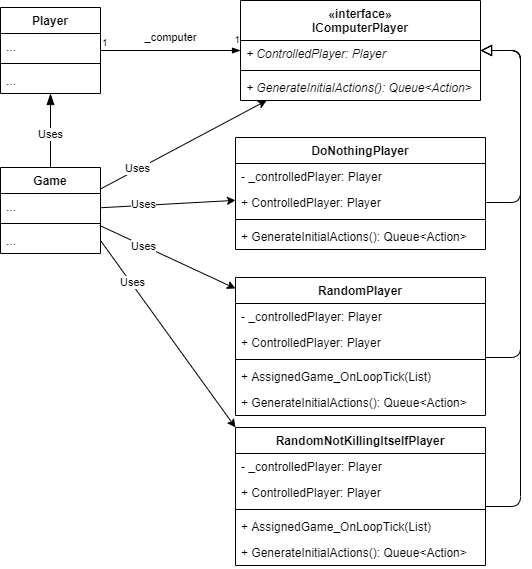 Player
...
...
1
_computer
1
«interface»
IComputerPlayer
+ ControlledPlayer: Player
+ GenerateInitialActions(): Queue<Action>
Uses
Game
...
...
Uses
Uses
Uses
Uses
DoNothingPlayer
- _controlledPlayer: Player
+ ControlledPlayer: Player
+ GenerateInitialActions(): Queue<Action>
RandomPlayer
- _controlledPlayer: Player
+ ControlledPlayer: Player
+ AssignedGame_OnLoopTick(List)
+ GenerateInitialActions(): Queue<Action>
RandomNotKillingItselfPlayer
- _controlledPlayer: Player
+ ControlledPlayer: Player
+ AssignedGame_OnLoopTick(List)
+ GenerateInitialActions(): Queue<Action>